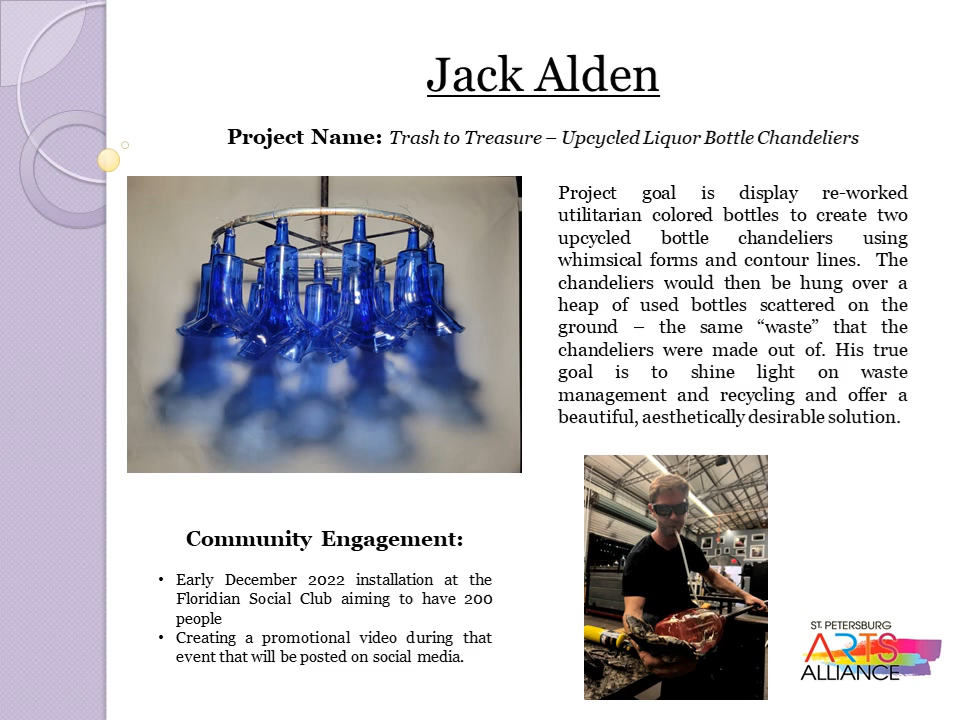 Jack Alden
Project Name: Trash to Treasure – Upcycled Liquor Bottle Chandeliers
Project goal is display re-worked
utilitarian colored bottles to create two
upcycled bottle chandeliers using
whimsical forms and contour lines. The
chandeliers would then be hung over a
heap of used bottles scattered on the
ground – the same “waste” that the
chandeliers were made out of. His true
goal is to shine light on waste
management and recycling and offer a
beautiful, aesthetically desirable solution.
Community Engagement:
• Early December 2022 installation at the
Floridian Social Club aiming to have 200
people
• Creating a promotional video during that
event that will be posted on social media.
ST. PETERSBURG
ARTS
ALLIANCE